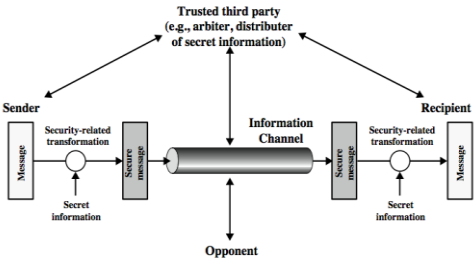 Trusted third party
(e.g., arbiter, distributer
of secret information)
Sender
Recipient
Information
Channel
Security-related
transformation
Security-related
transformation
Message
Secure
message
Secure
message
Message
Secret
information
Secret
information
Opponent